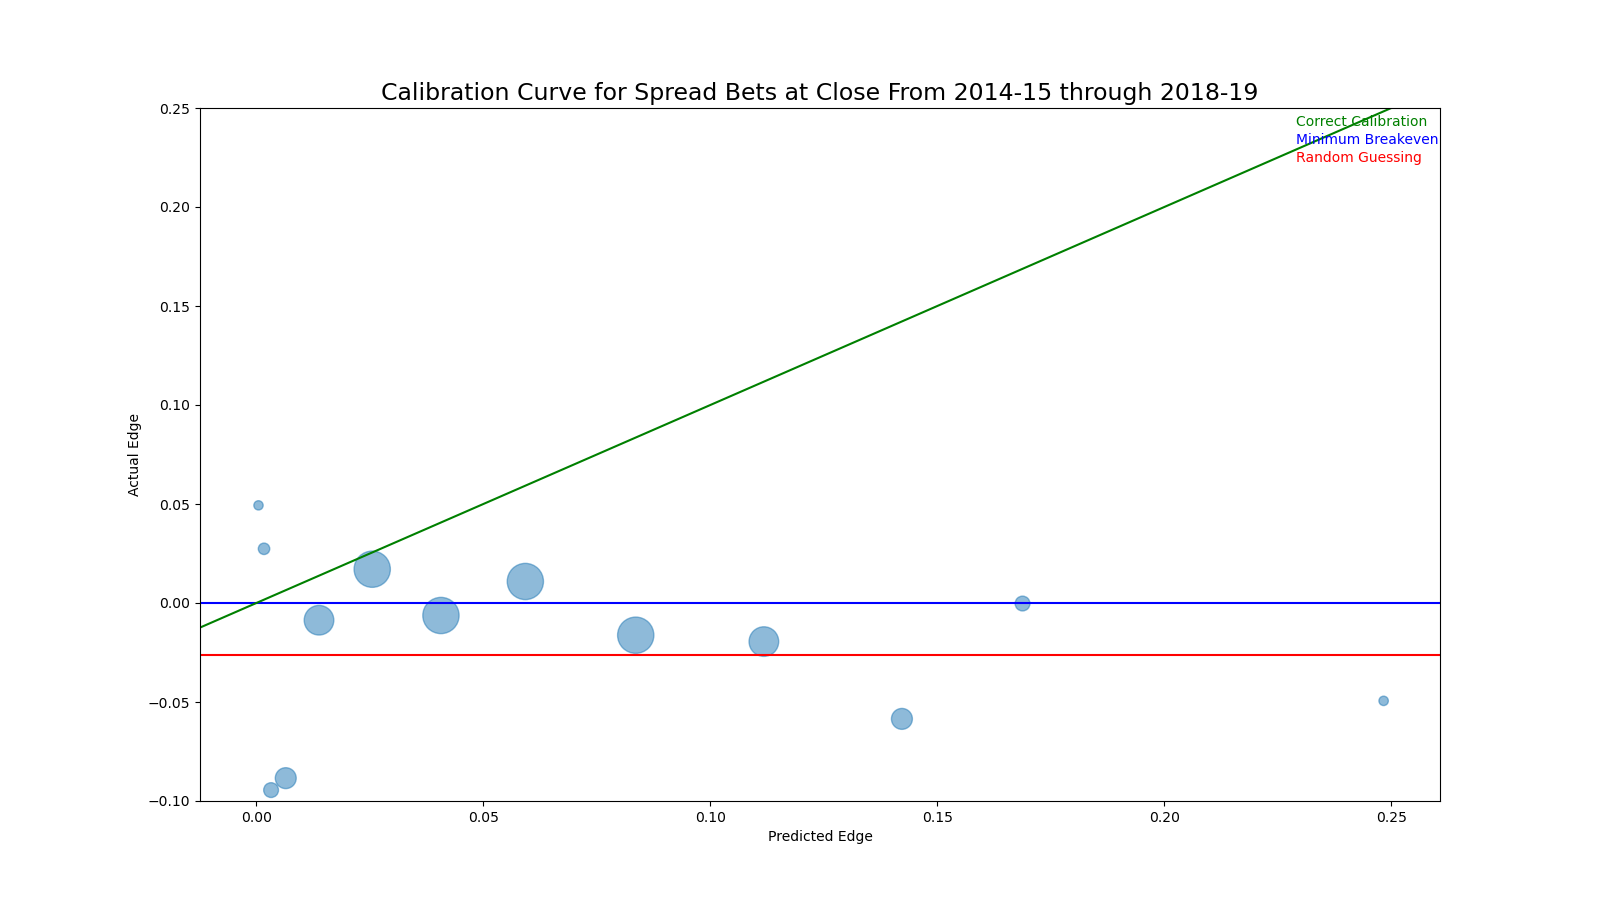 Calibration Curve for Spread Bets at Close From 2014-15 through 2018-19
Correct Calibration
Minimum Breakeven
Random Guessing
0.25
0.20
0.15
0.10
0.05
0.00
−0.05
−0.10
Actual Edge
0.00 0.05 0.10 0.15 0.20 0.25
Predicted Edge